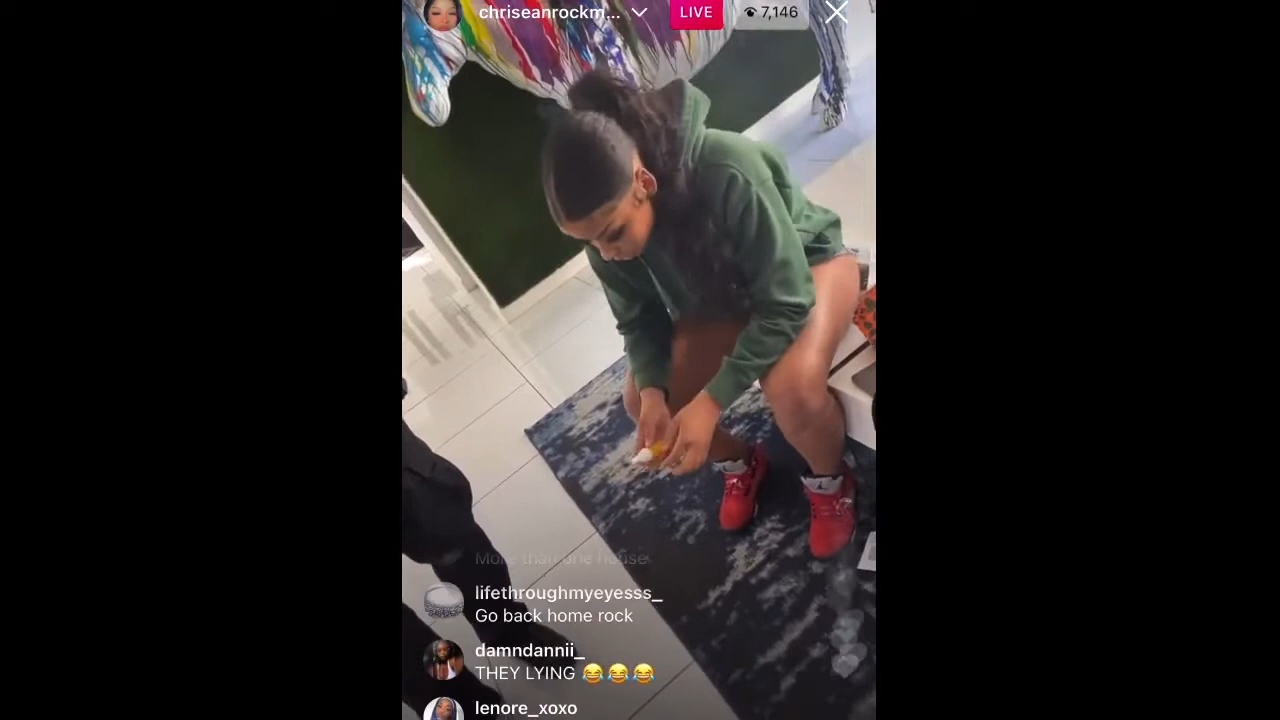 chriseanrockm...
LIVE
7,146
More than one house
lifethroughmyeyesss_
Go back home rock
damndannii_
THEY LYING 😂😂😂
lenore_xoxo